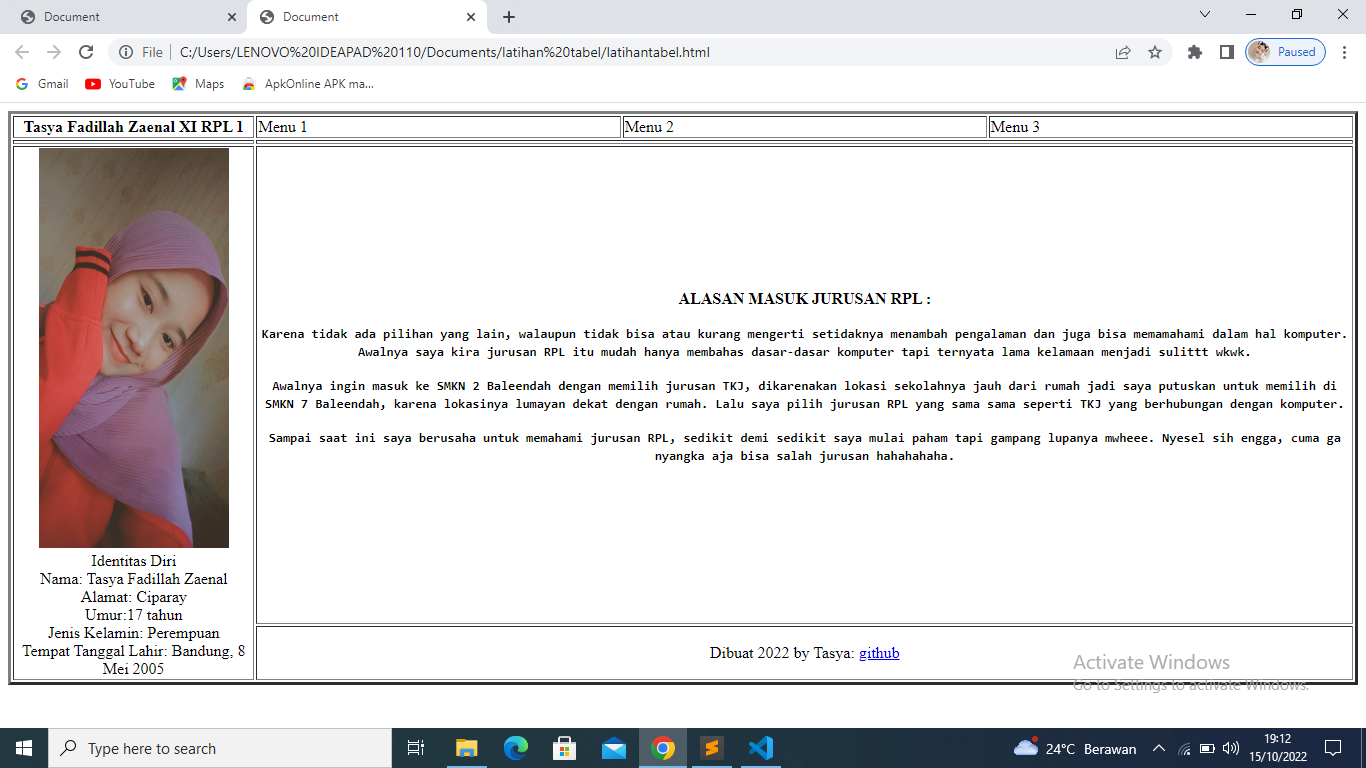 Document
Document
File
C:/Users/LENOVO%20IDEAPAD%20110/Documents/latihan%20tabel/latihantabel.html
Paused
Gmail
YouTube
Maps
ApkOnline APK ma...
Tasya Fadillah Zaenal XI RPL 1
Menu 1
Menu 2
Menu 3
Identitas Diri
Nama: Tasya Fadillah Zaenal
Alamat: Ciparay
Umur:17 tahun
Jenis Kelamin: Perempuan
Tempat Tanggal Lahir: Bandung, 8
Mei 2005
ALASAN MASUK JURUSAN RPL :
Karena tidak ada pilihan yang lain, walaupun tidak bisa atau kurang mengerti setidaknya menambah pengalaman dan juga bisa memamahami dalam hal komputer.
Awalnya saya kira jurusan RPL itu mudah hanya membahas dasar-dasar komputer tapi ternyata lama kelamaan menjadi sulittt wkwk.
Awalnya ingin masuk ke SMKN 2 Baleendah dengan memilih jurusan TKJ, dikarenakan lokasi sekolahnya jauh dari rumah jadi saya putuskan untuk memilih di
SMKN 7 Baleendah, karena lokasinya lumayan dekat dengan rumah. Lalu saya pilih jurusan RPL yang sama sama seperti TKJ yang berhubungan dengan komputer.
Sampai saat ini saya berusaha untuk memahami jurusan RPL, sedikit demi sedikit saya mulai paham tapi gampang lupanya mwheee. Nyesel sih engga, cuma ga
nyangka aja bisa salah jurusan hahahahaha.
Dibuat 2022 by Tasya: github
Activate Windows
Go to Settings to activate Windows.
Type here to search
24°C Berawan
19:12
15/10/2022